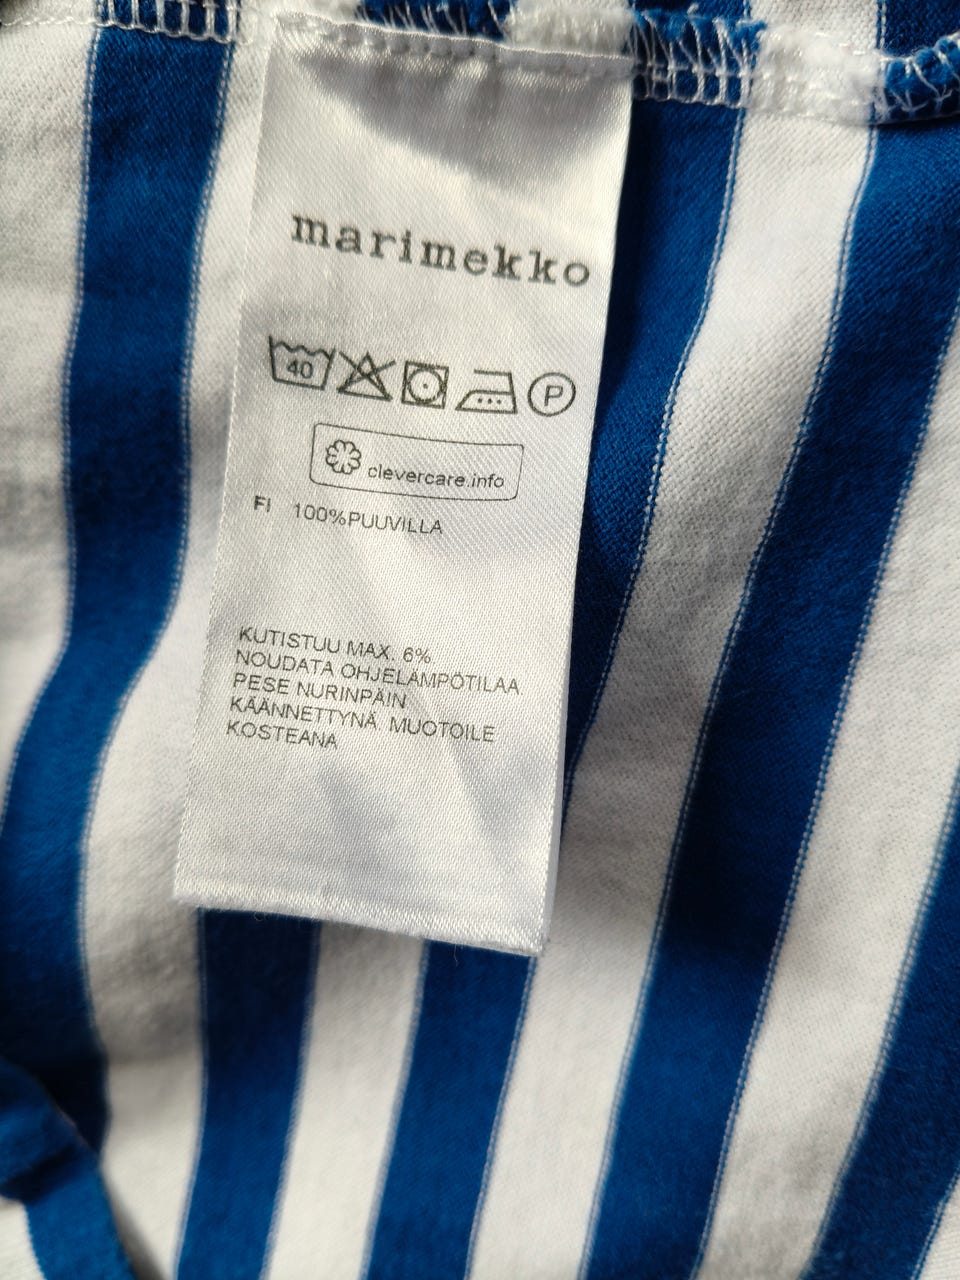 marimekko
40 P
clevercare.info
FI 100%PUUVILLA
KUTISTUU MAX. 6%
NOUDATA OHJELÄMPÖTILAA
PESE NURINPÄIN
KÄÄNNETTYNÄ. MUOTOILE
KOSTEANA